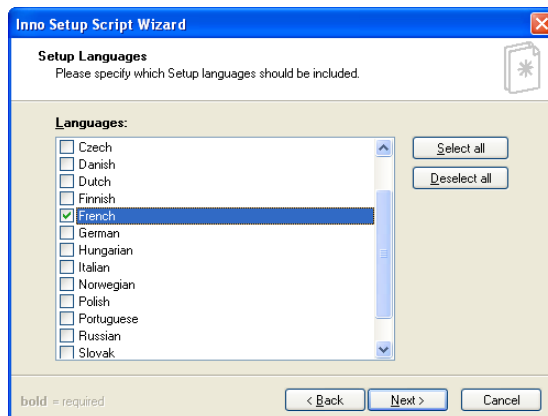 Inno Setup Script Wizard
Setup Languages
Please specify which Setup languages should be included.
Languages:
Czech
Danish
Dutch
Finnish
French
German
Hungarian
Italian
Norwegian
Polish
Portuguese
Russian
Slovak
Select all
Deselect all
bold = required
< Back
Next >
Cancel